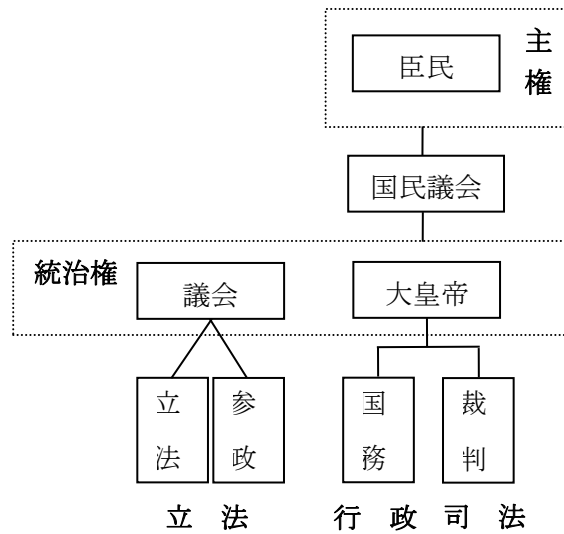 臣民
主権
国民議会
統治権
議会
大皇帝
立法
参政
国務
裁判
立法
行政司法